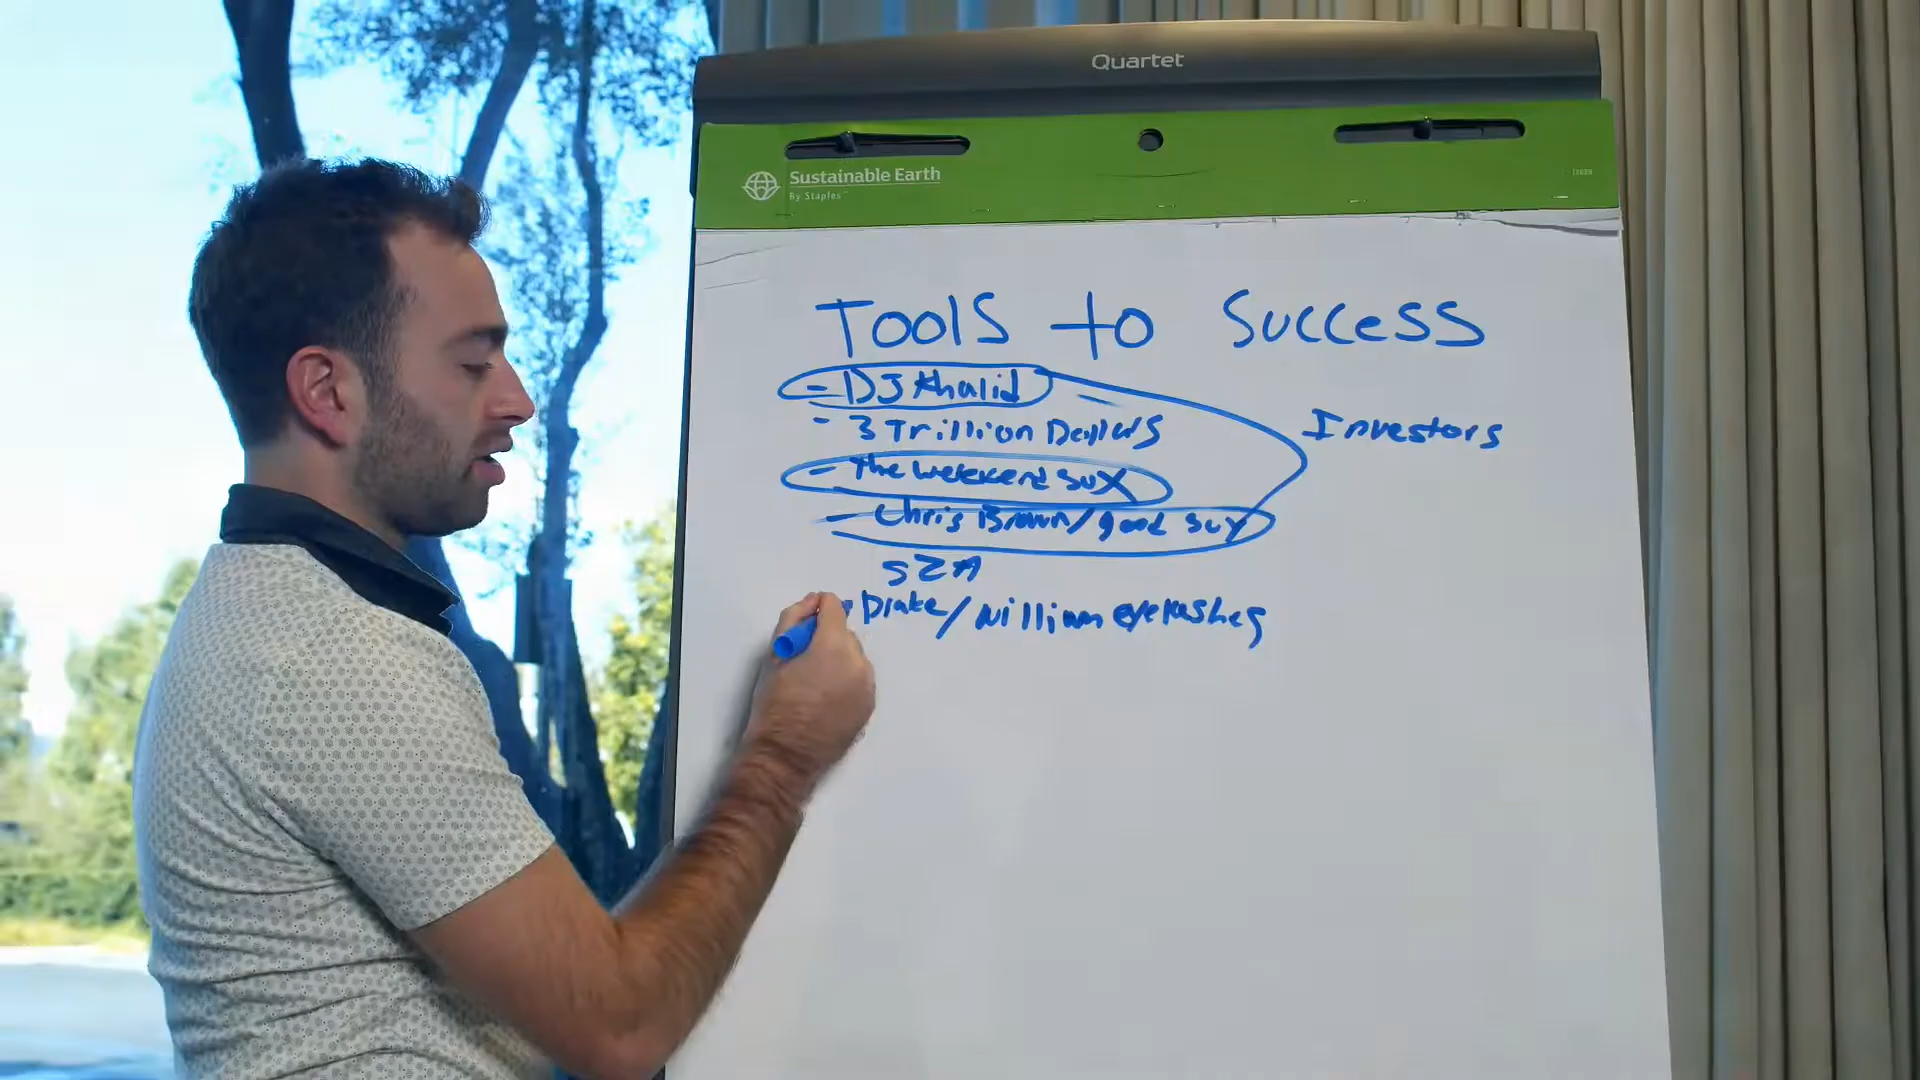 Quartet
Sustainable Earth
By Staples
Tools to Success
- DJ Khalid
- 3 Trillion Dollars
Investors
- The weekend sux
- Chris Brown/good guy
SZA
- Drake/Nillion eyelashes